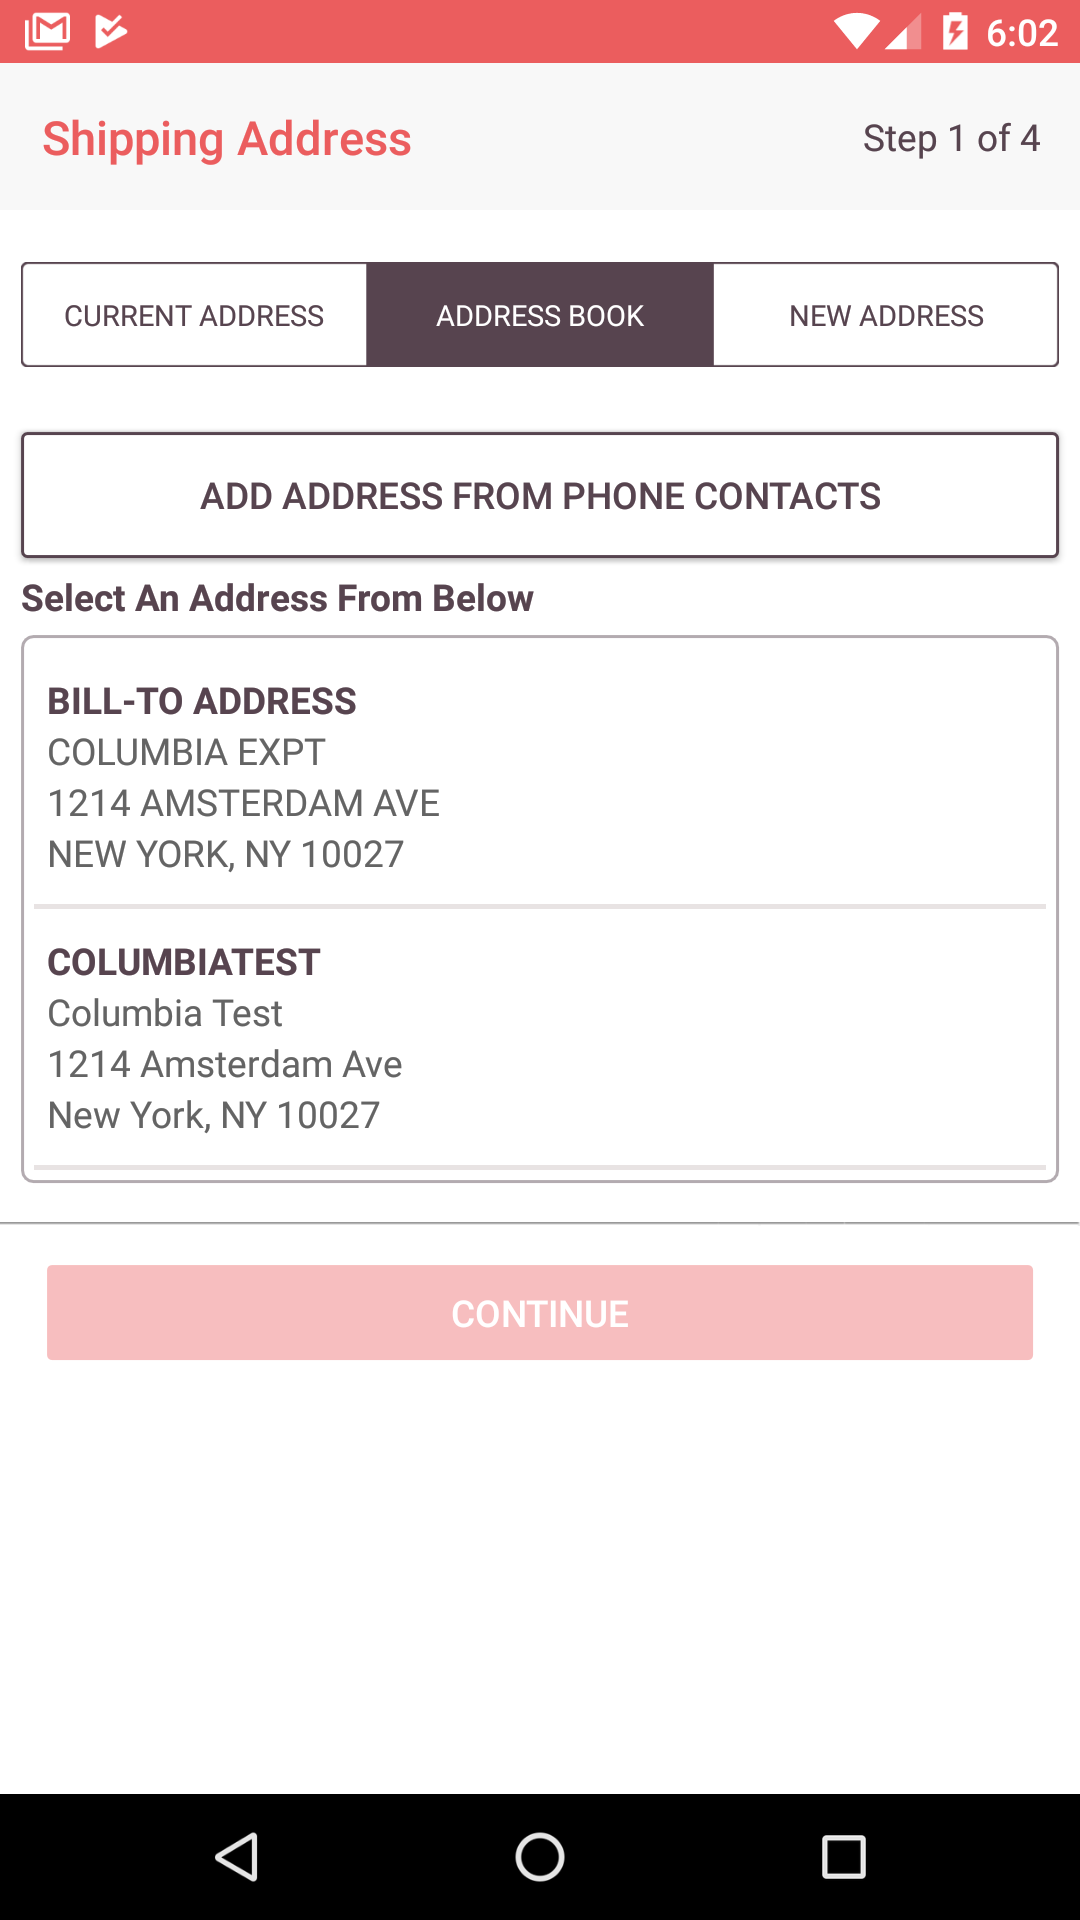 6:02
Shipping Address
Step 1 of 4
CURRENT ADDRESS
ADDRESS BOOK
NEW ADDRESS
ADD ADDRESS FROM PHONE CONTACTS
Select An Address From Below
BILL-TO ADDRESS
COLUMBIA EXPT
1214 AMSTERDAM AVE
NEW YORK, NY 10027
COLUMBIATEST
Columbia Test
1214 Amsterdam Ave
New York, NY 10027
CONTINUE